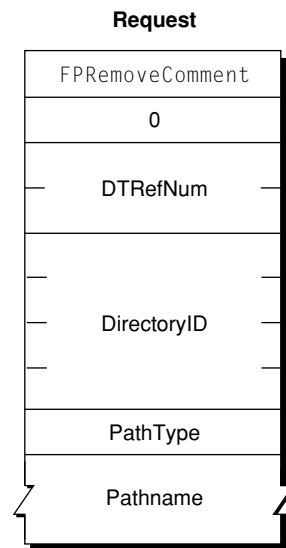 Request
FPRemoveComment
0
DTRefNum
DirectoryID
PathType
Pathname